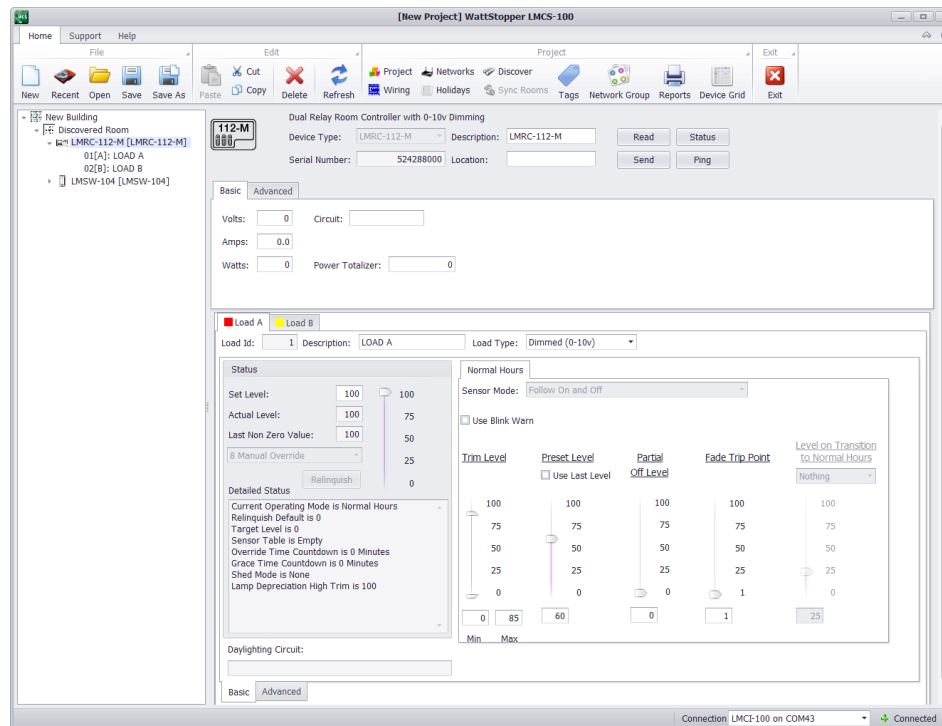 [New Project] WattStopper LMCS-100
Home Support Help
File Edit Project Exit
New Recent Open Save Save As Paste Cut Copy Delete Refresh
Project Networks Discover
Wiring Holidays Sync Rooms
Tags Network Group Reports Device Grid Exit
New Building
Discovered Room
LMRC-112-M [LMRC-112-M]
01[A]: LOAD A
02[B]: LOAD B
LMSW-104 [LMSW-104]
112-M
Dual Relay Room Controller with 0-10v Dimming
Device Type: LMRC-112-M Description: LMRC-112-M Read Status
Serial Number: 524288000 Location: Send Ping
Basic Advanced
Volts: 0 Circuit:
Amps: 0.0
Watts: 0 Power Totalizer: 0
Load A Load B
Load Id: 1 Description: LOAD A Load Type: Dimmed (0-10v)
Status
Set Level: 100
Actual Level: 100
Last Non Zero Value: 100
8 Manual Override
Relinquish
100
75
50
25
0
Detailed Status
Current Operating Mode is Normal Hours
Relinquish Default is 0
Target Level is 0
Sensor Table is Empty
Override Time Countdown is 0 Minutes
Grace Time Countdown is 0 Minutes
Shed Mode is None
Lamp Depreciation High Trim is 100
Daylighting Circuit:
Normal Hours
Sensor Mode: Follow On and Off
Use Blink Warn
Trim Level
100
75
50
25
0
0 85
Min Max
Preset Level
Use Last Level
100
75
50
25
0
60
Partial
Off Level
100
75
50
25
0
0
Fade Trip Point
100
75
50
25
1
1
Level on Transition
to Normal Hours
Nothing
100
75
50
25
0
25
Basic Advanced
Connection LMCI-100 on COM43 Connected